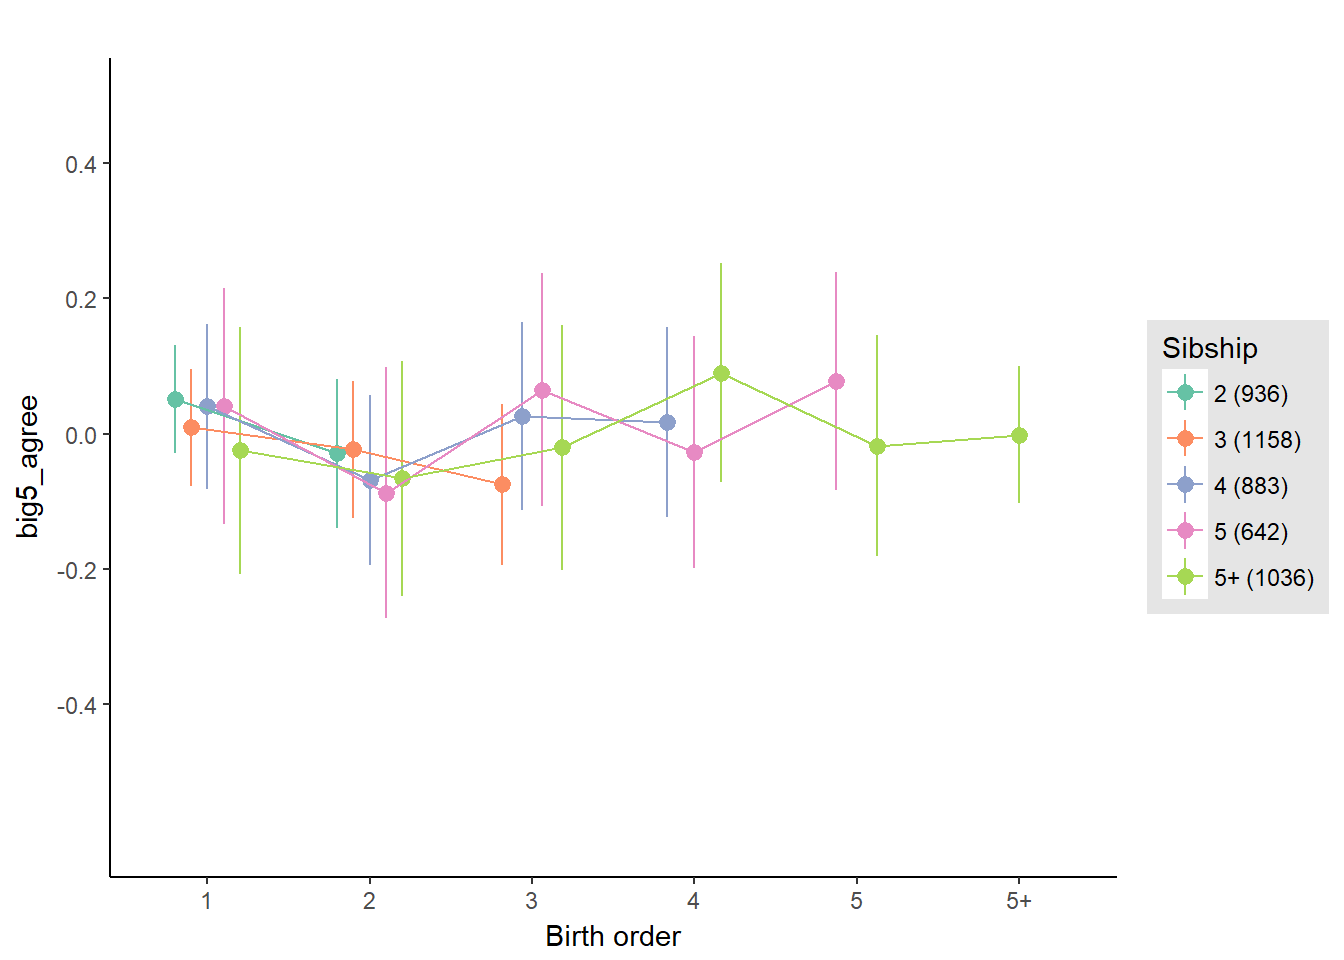 0.4
0.2
0.0
-0.2
-0.4
big5_agree
1 2 3 4 5 5+
Birth order
Sibship
2 (936)
3 (1158)
4 (883)
5 (642)
5+ (1036)